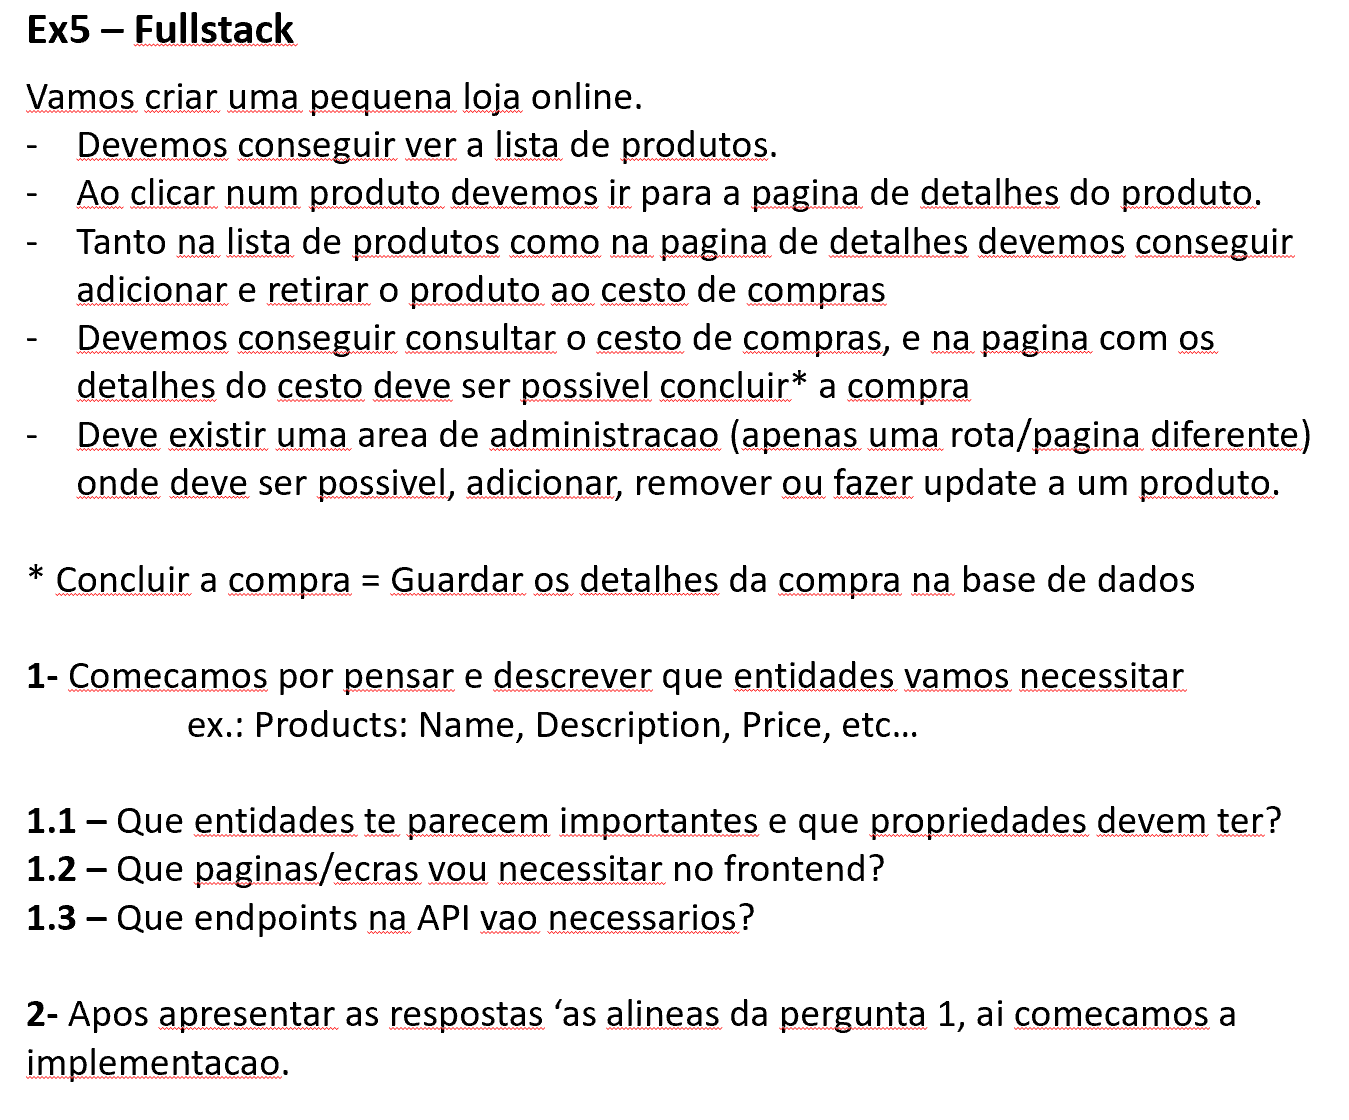 Ex5 – Fullstack
Vamos criar uma pequena loja online.
- Devemos conseguir ver a lista de produtos.
- Ao clicar num produto devemos ir para a pagina de detalhes do produto.
- Tanto na lista de produtos como na pagina de detalhes devemos conseguir
adicionar e retirar o produto ao cesto de compras
- Devemos conseguir consultar o cesto de compras, e na pagina com os
detalhes do cesto deve ser possivel concluir* a compra
- Deve existir uma area de administracao (apenas uma rota/pagina diferente)
onde deve ser possivel, adicionar, remover ou fazer update a um produto.
* Concluir a compra = Guardar os detalhes da compra na base de dados
1- Comecamos por pensar e descrever que entidades vamos necessitar
ex.: Products: Name, Description, Price, etc…
1.1 – Que entidades te parecem importantes e que propriedades devem ter?
1.2 – Que paginas/ecras vou necessitar no frontend?
1.3 – Que endpoints na API vao necessarios?
2- Apos apresentar as respostas ‘as alineas da pergunta 1, ai comecamos a
implementacao.